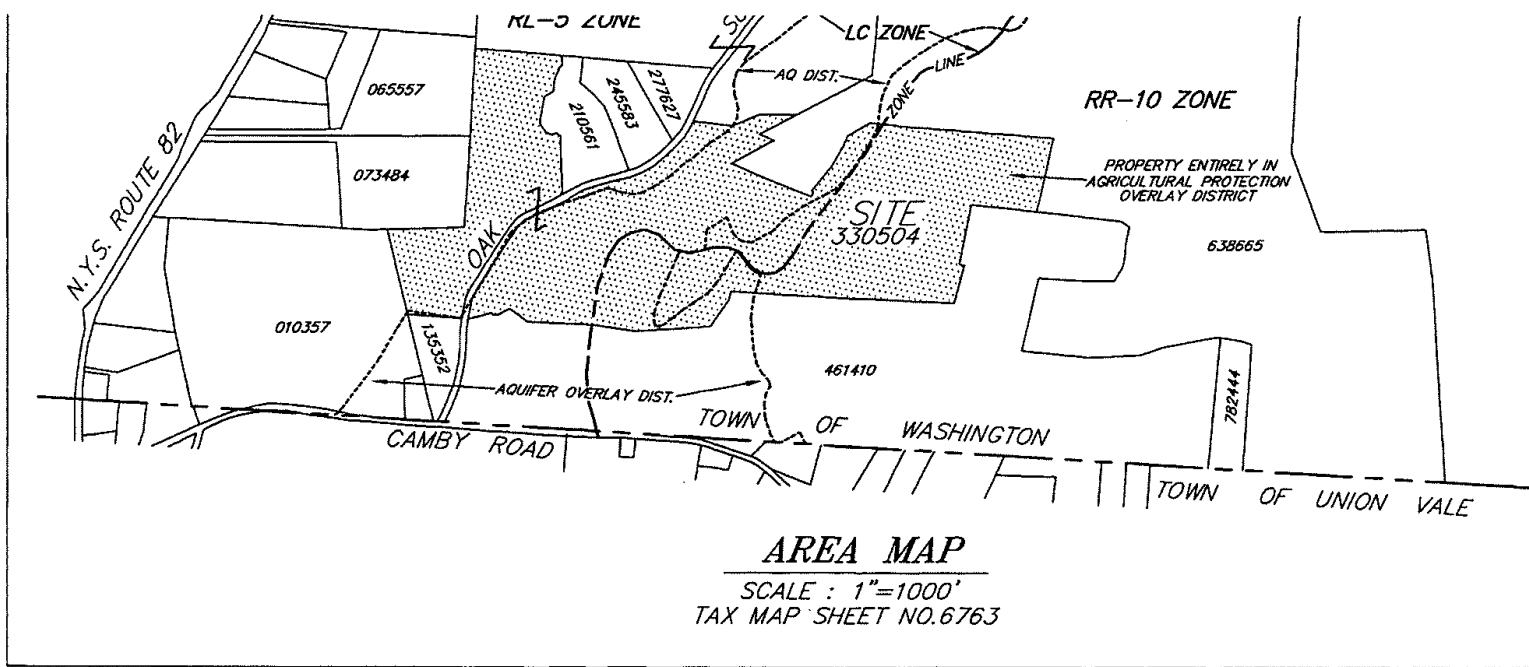 RL-5 ZONE
LC ZONE
AQ DIST.
ZONE LINE
RR-10 ZONE
065557
277627
245583
210561
N.Y.S. ROUTE 82
073484
PROPERTY ENTIRELY IN
AGRICULTURAL PROTECTION
OVERLAY DISTRICT
SITE
330504
OAK
638665
010357
135352
461410
AQUIFER OVERLAY DIST.
782444
TOWN OF WASHINGTON
CAMBY ROAD
TOWN OF UNION VALE
AREA MAP
SCALE : 1"=1000'
TAX MAP SHEET NO.6763